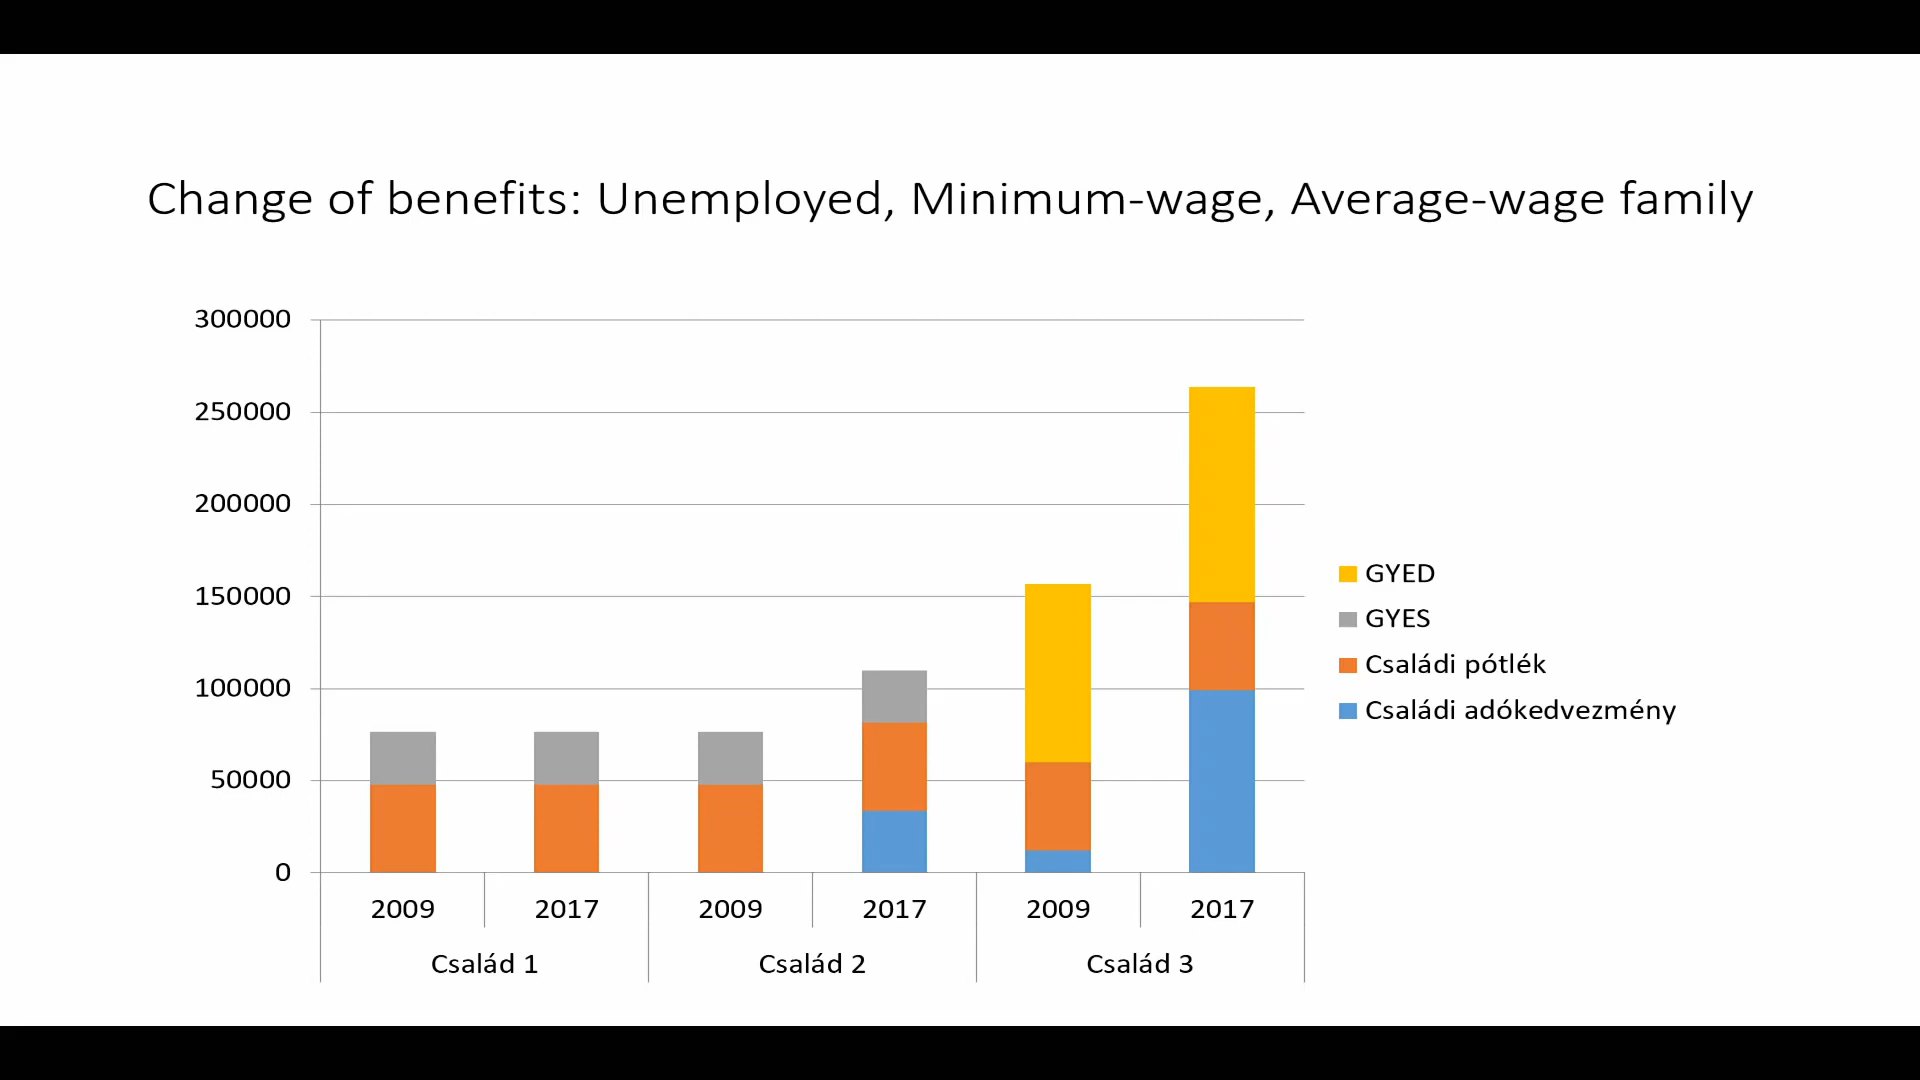 Change of benefits: Unemployed, Minimum-wage, Average-wage family
300000
250000
200000
150000
100000
50000
0
GYED
GYES
Családi pótlék
Családi adókedvezmény
2009 2017 2009 2017 2009 2017
Család 1 Család 2 Család 3